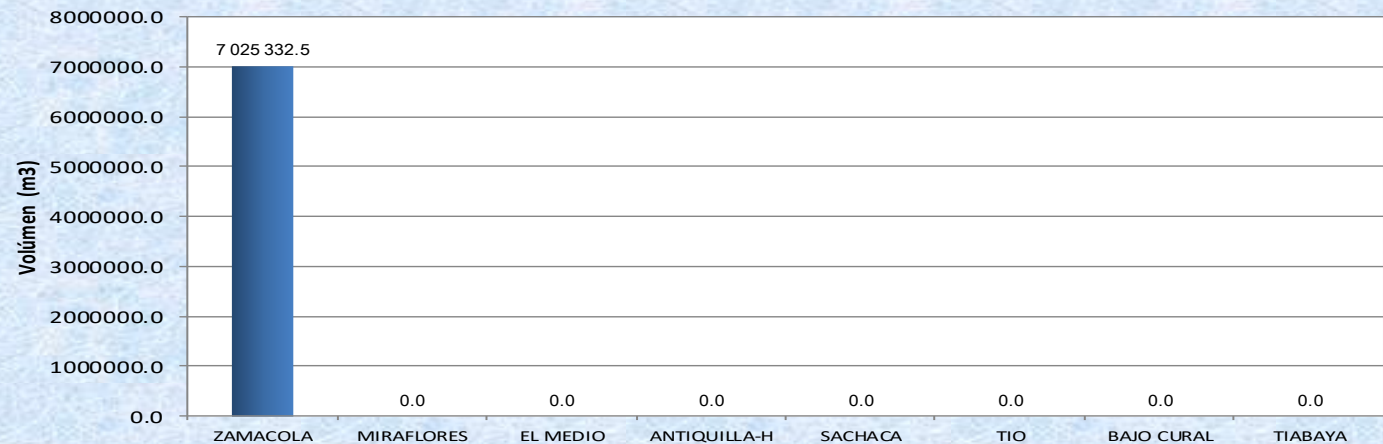 8000000.0
7000000.0
6000000.0
5000000.0
4000000.0
3000000.0
2000000.0
1000000.0
0.0
Volúmen (m3)
7 025 332.5
0.0 0.0 0.0 0.0 0.0 0.0 0.0
ZAMACOLA MIRAFLORES EL MEDIO ANTIQUILLA-H SACHACA TIO BAJO CURAL TIABAYA